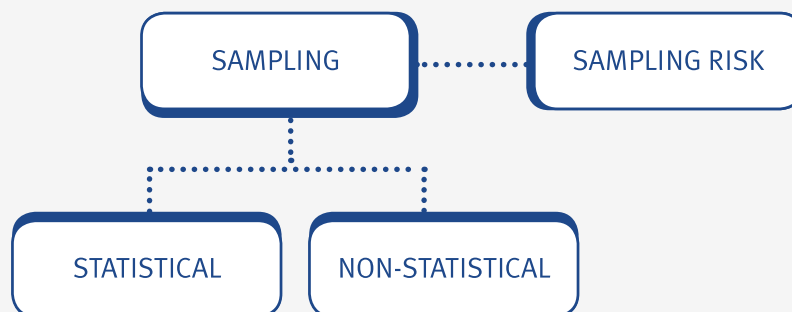 SAMPLING
SAMPLING RISK
STATISTICAL
NON-STATISTICAL